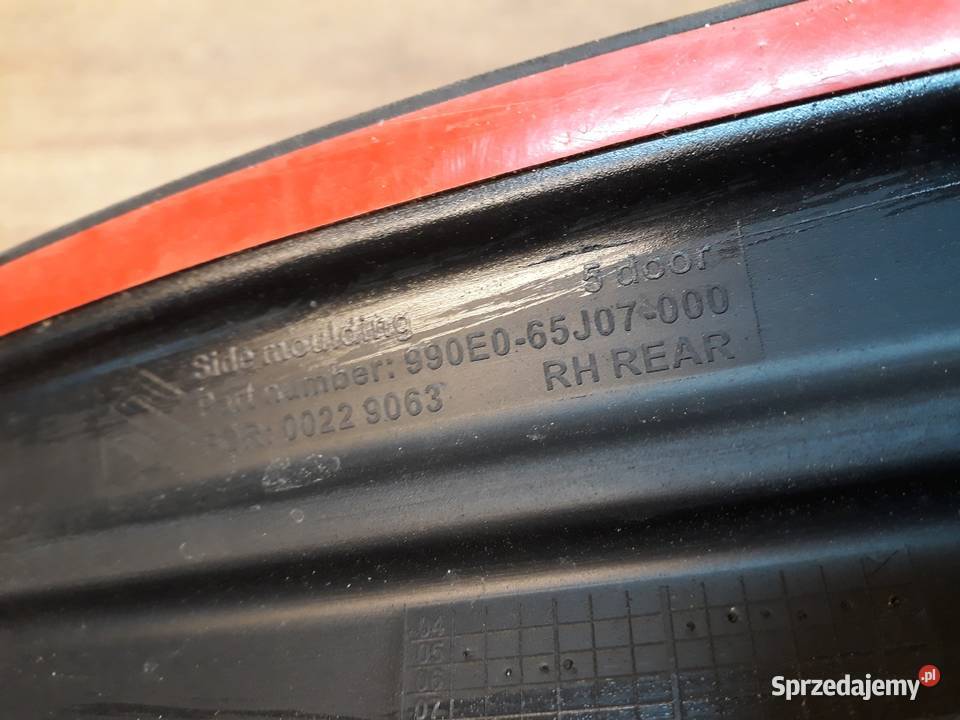 Side moulding 5 door
Part number: 990E0-65J07-000
0022 9063 RH REAR
04
05
06
07
Sprzedajemy.pl